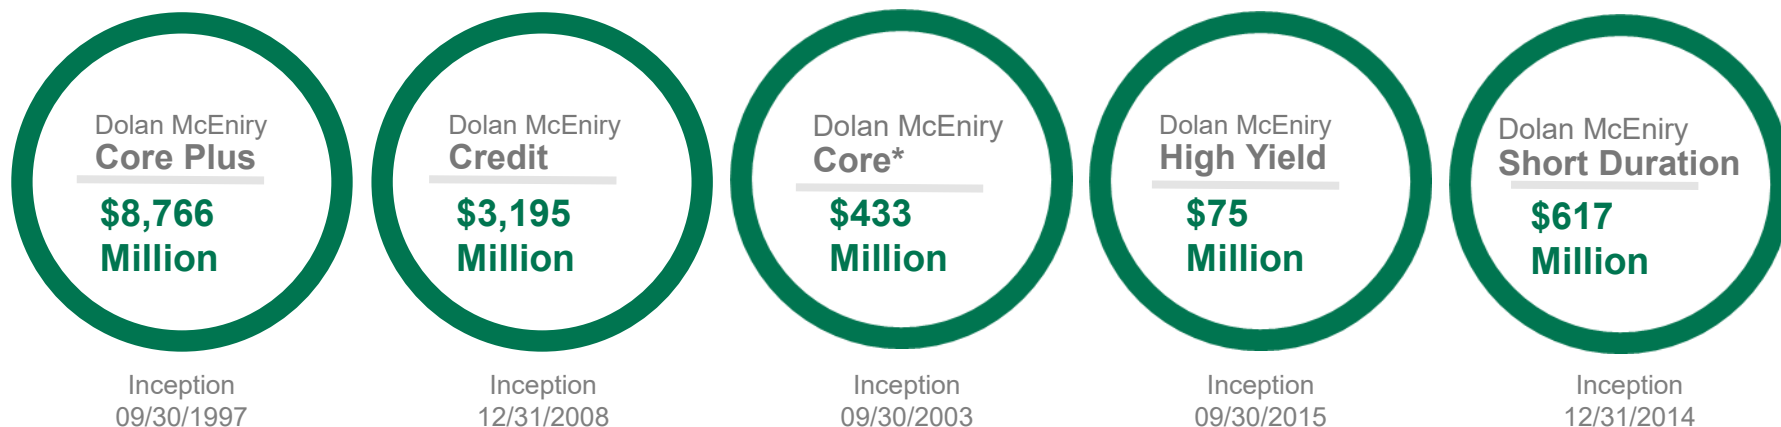 Dolan McEniry
Core Plus
$8,766
Million
Inception
09/30/1997
Dolan McEniry
Credit
$3,195
Million
Inception
12/31/2008
Dolan McEniry
Core*
$433
Million
Inception
09/30/2003
Dolan McEniry
High Yield
$75
Million
Inception
09/30/2015
Dolan McEniry
Short Duration
$617
Million
Inception
12/31/2014